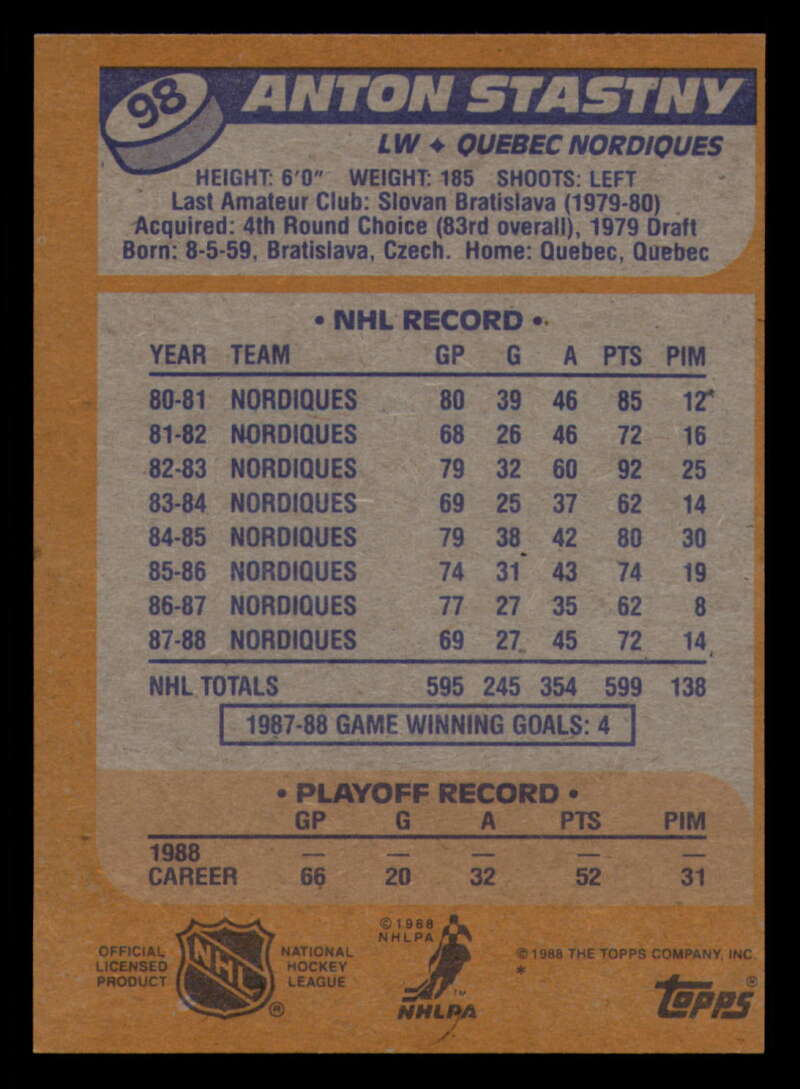 98
ANTON STASTNY
LW ✦ QUEBEC NORDIQUES
HEIGHT: 6'0" WEIGHT: 185 SHOOTS: LEFT
Last Amateur Club: Slovan Bratislava (1979-80)
Acquired: 4th Round Choice (83rd overall), 1979 Draft
Born: 8-5-59, Bratislava, Czech. Home: Quebec, Quebec
• NHL RECORD •
YEAR TEAM GP G A PTS PIM
80-81 NORDIQUES 80 39 46 85 12*
81-82 NORDIQUES 68 26 46 72 16
82-83 NORDIQUES 79 32 60 92 25
83-84 NORDIQUES 69 25 37 62 14
84-85 NORDIQUES 79 38 42 80 30
85-86 NORDIQUES 74 31 43 74 19
86-87 NORDIQUES 77 27 35 62 8
87-88 NORDIQUES 69 27 45 72 14
NHL TOTALS 595 245 354 599 138
1987-88 GAME WINNING GOALS: 4
• PLAYOFF RECORD •
GP G A PTS PIM
1988 — — — — —
CAREER 66 20 32 52 31
OFFICIAL
LICENSED
PRODUCT
NHL
®
NATIONAL
HOCKEY
LEAGUE
© 1988
NHLPA
TM
NHLPA
© 1988 THE TOPPS COMPANY, INC.
*
topps®